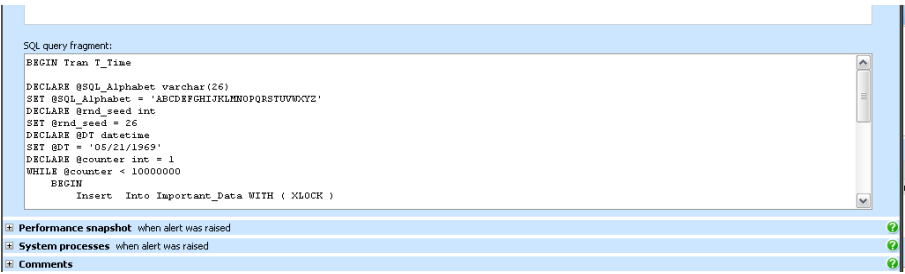 SQL query fragment:
BEGIN Tran T_Time
DECLARE @SQL_Alphabet varchar(26)
SET @SQL_Alphabet = 'ABCDEFGHIJKLMNOPQRSTUVWXYZ'
DECLARE @rnd_seed int
SET @rnd_seed = 26
DECLARE @DT datetime
SET @DT = '05/21/1969'
DECLARE @counter int = 1
WHILE @counter < 10000000
BEGIN
Insert Into Important_Data WITH ( XLOCK )
Performance snapshot when alert was raised
System processes when alert was raised
Comments